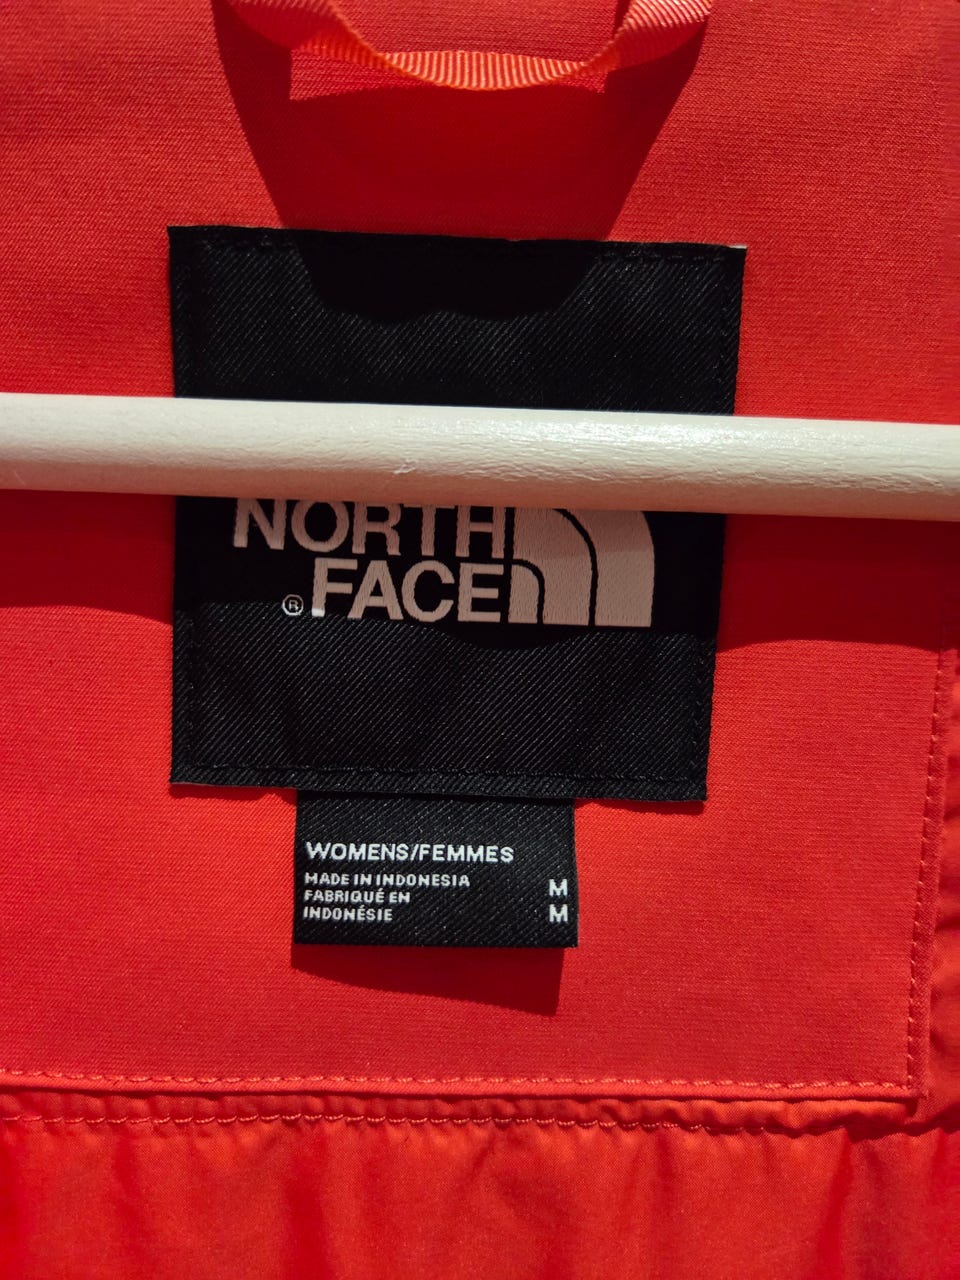 NORTH
FACE
®
WOMENS/FEMMES
MADE IN INDONESIA M
FABRIQUÉ EN
INDONÉSIE M